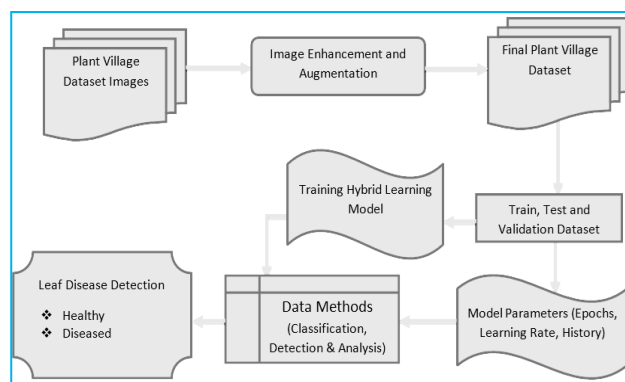 Plant Village
Dataset Images
Image Enhancement and
Augmentation
Final Plant Village
Dataset
Training Hybrid Learning
Model
Train, Test and
Validation Dataset
Leaf Disease Detection
❖ Healthy
❖ Diseased
Data Methods
(Classification,
Detection & Analysis)
Model Parameters (Epochs,
Learning Rate, History)